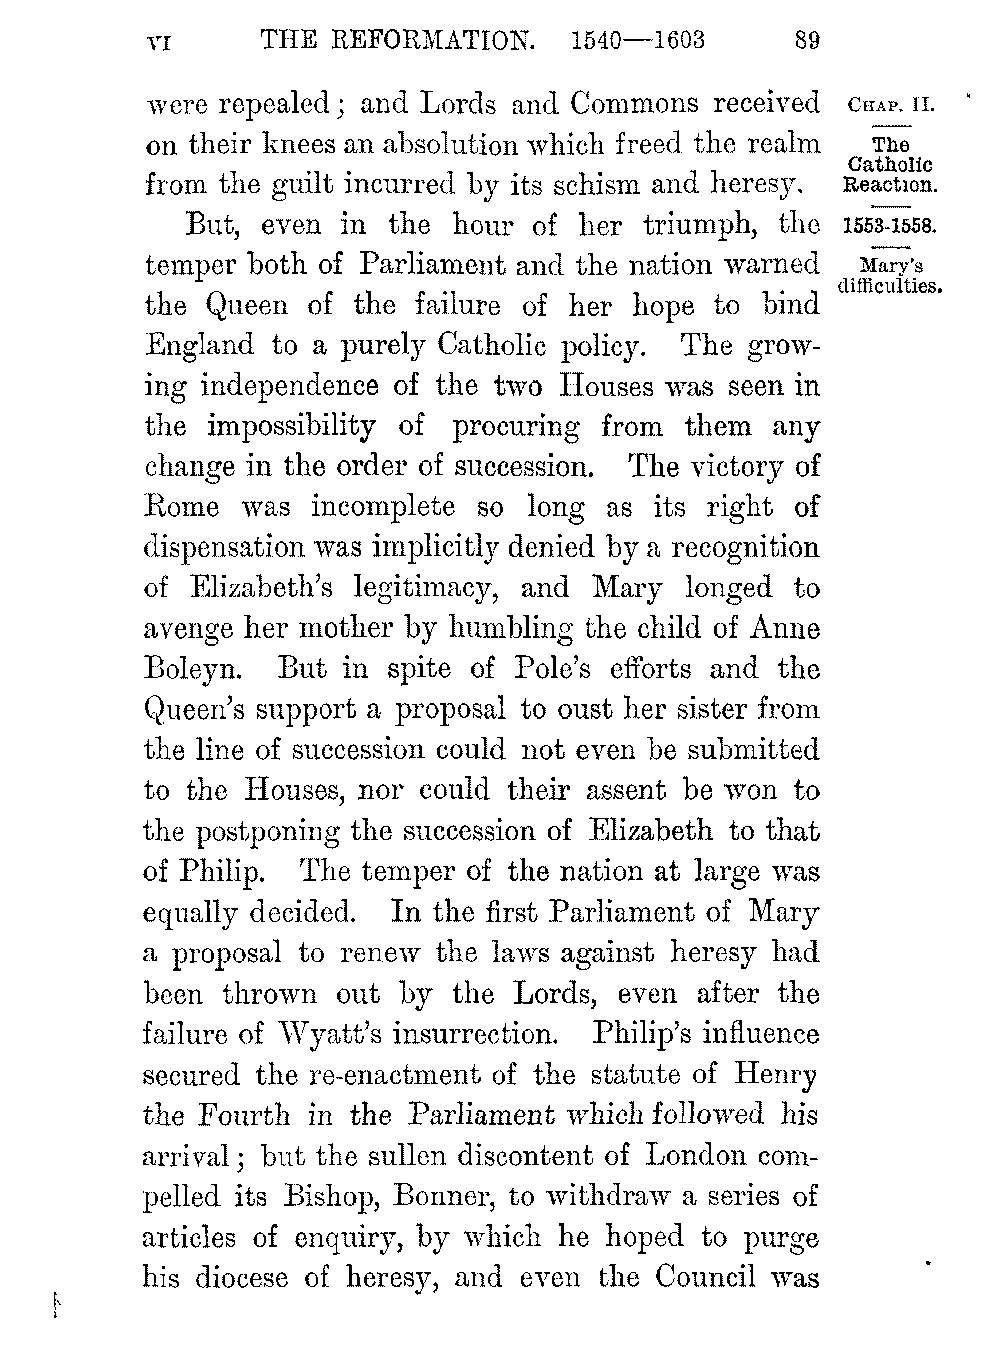 VI THE REFORMATION. 1540—1603 89
were repealed; and Lords and Commons received
on their knees an absolution which freed the realm
from the guilt incurred by its schism and heresy.
But, even in the hour of her triumph, the
temper both of Parliament and the nation warned
the Queen of the failure of her hope to bind
England to a purely Catholic policy. The grow-
ing independence of the two Houses was seen in
the impossibility of procuring from them any
change in the order of succession. The victory of
Rome was incomplete so long as its right of
dispensation was implicitly denied by a recognition
of Elizabeth's legitimacy, and Mary longed to
avenge her mother by humbling the child of Anne
Boleyn. But in spite of Pole's efforts and the
Queen's support a proposal to oust her sister from
the line of succession could not even be submitted
to the Houses, nor could their assent be won to
the postponing the succession of Elizabeth to that
of Philip. The temper of the nation at large was
equally decided. In the first Parliament of Mary
a proposal to renew the laws against heresy had
been thrown out by the Lords, even after the
failure of Wyatt's insurrection. Philip's influence
secured the re-enactment of the statute of Henry
the Fourth in the Parliament which followed his
arrival; but the sullen discontent of London com-
pelled its Bishop, Bonner, to withdraw a series of
articles of enquiry, by which he hoped to purge
his diocese of heresy, and even the Council was
CHAP. II.
The
Catholic
Reaction.
1553-1558.
Mary's
difficulties.